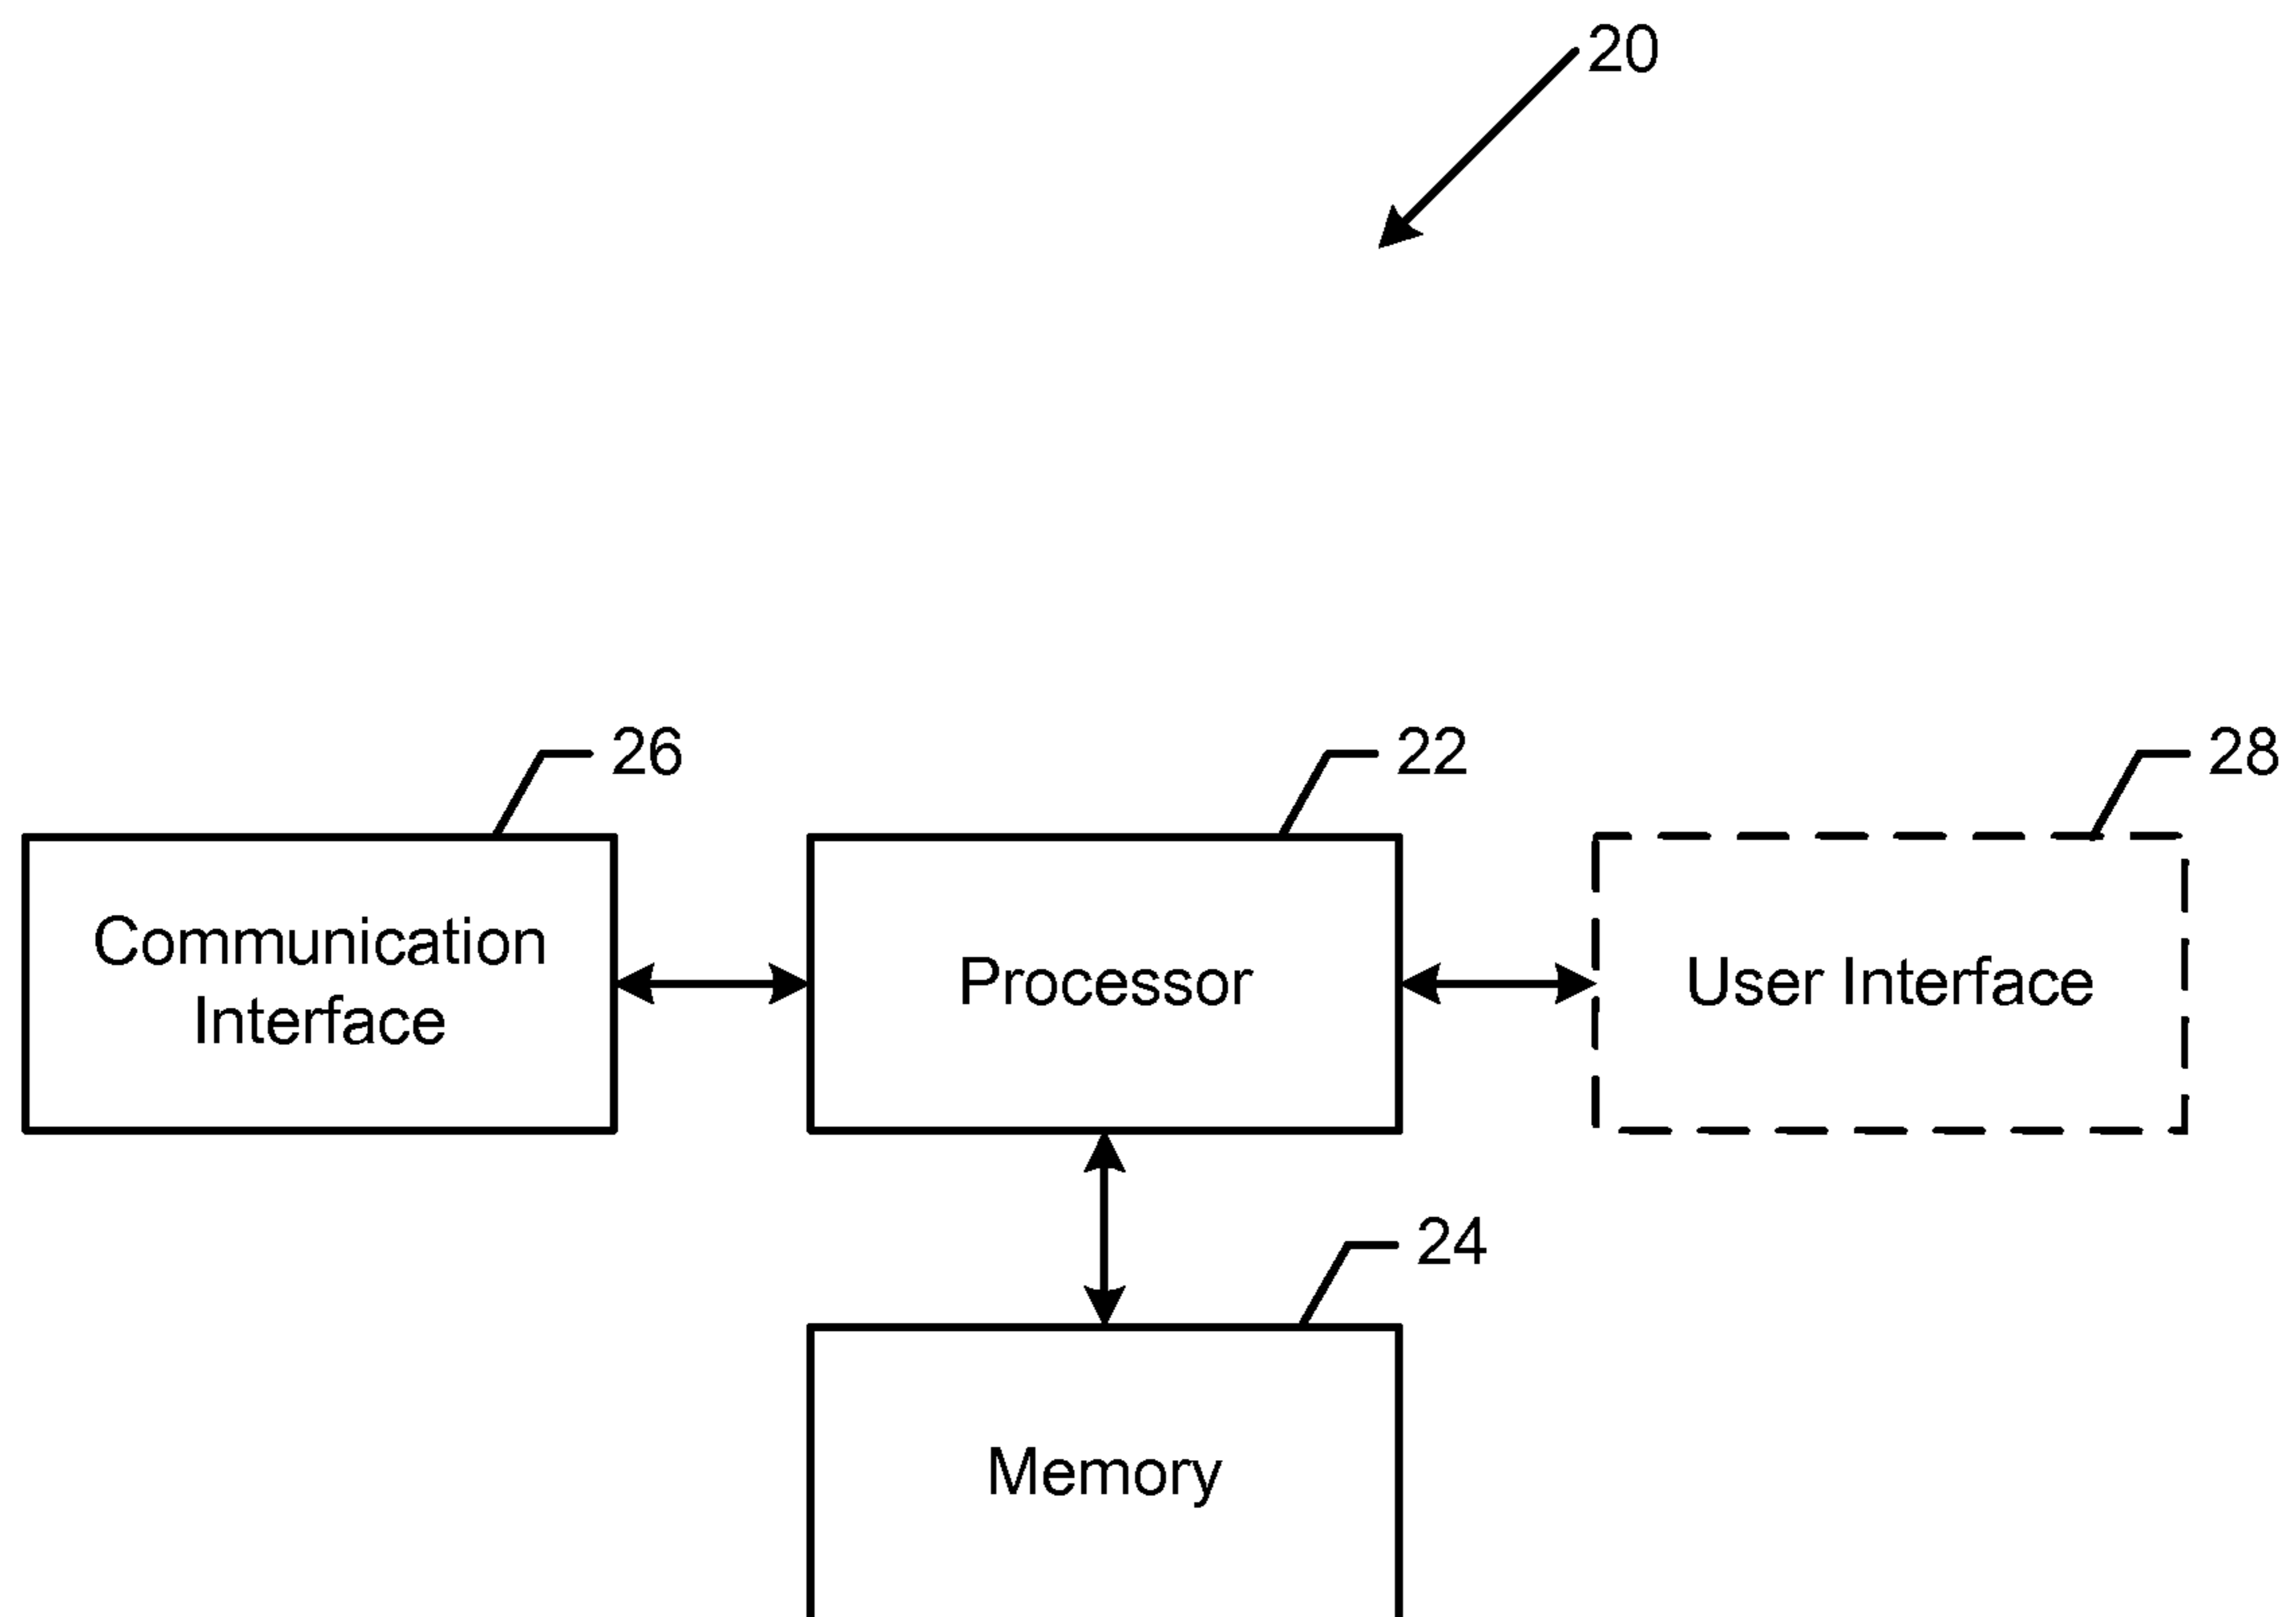 20
26
22
28
Communication
Interface
Processor
User Interface
24
Memory